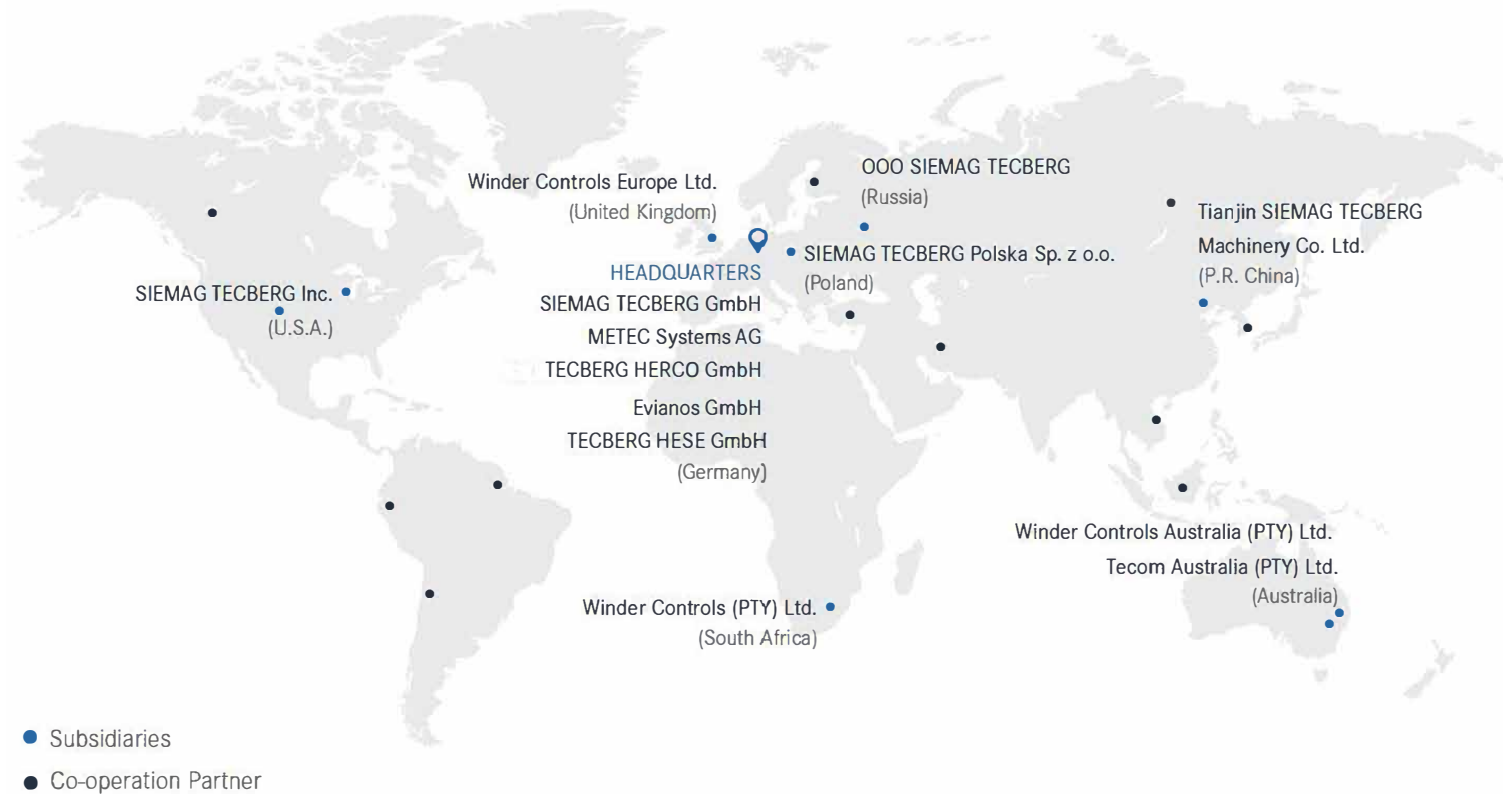 Winder Controls Europe Ltd.
(United Kingdom)
OOO SIEMAG TECBERG
(Russia)
Tianjin SIEMAG TECBERG
Machinery Co. Ltd.
(P.R. China)
SIEMAG TECBERG Polska Sp. z o.o.
(Poland)
SIEMAG TECBERG Inc.
(U.S.A.)
HEADQUARTERS
SIEMAG TECBERG GmbH
METEC Systems AG
TECBERG HERCO GmbH
Evianos GmbH
TECBERG HESE GmbH
(Germany)
Winder Controls Australia (PTY) Ltd.
Tecom Australia (PTY) Ltd.
(Australia)
Winder Controls (PTY) Ltd.
(South Africa)
Subsidiaries
Co-operation Partner